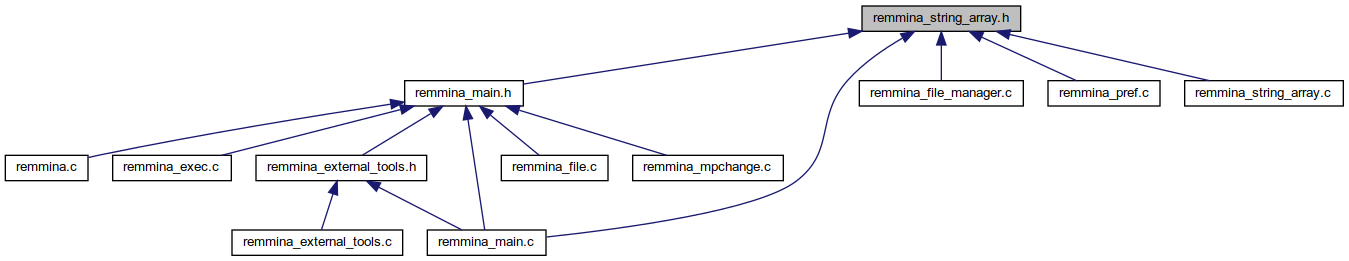 remmina_string_array.h
remmina_main.h
remmina_file_manager.c
remmina_pref.c
remmina_string_array.c
remmina.c
remmina_exec.c
remmina_external_tools.h
remmina_file.c
remmina_mpchange.c
remmina_external_tools.c
remmina_main.c